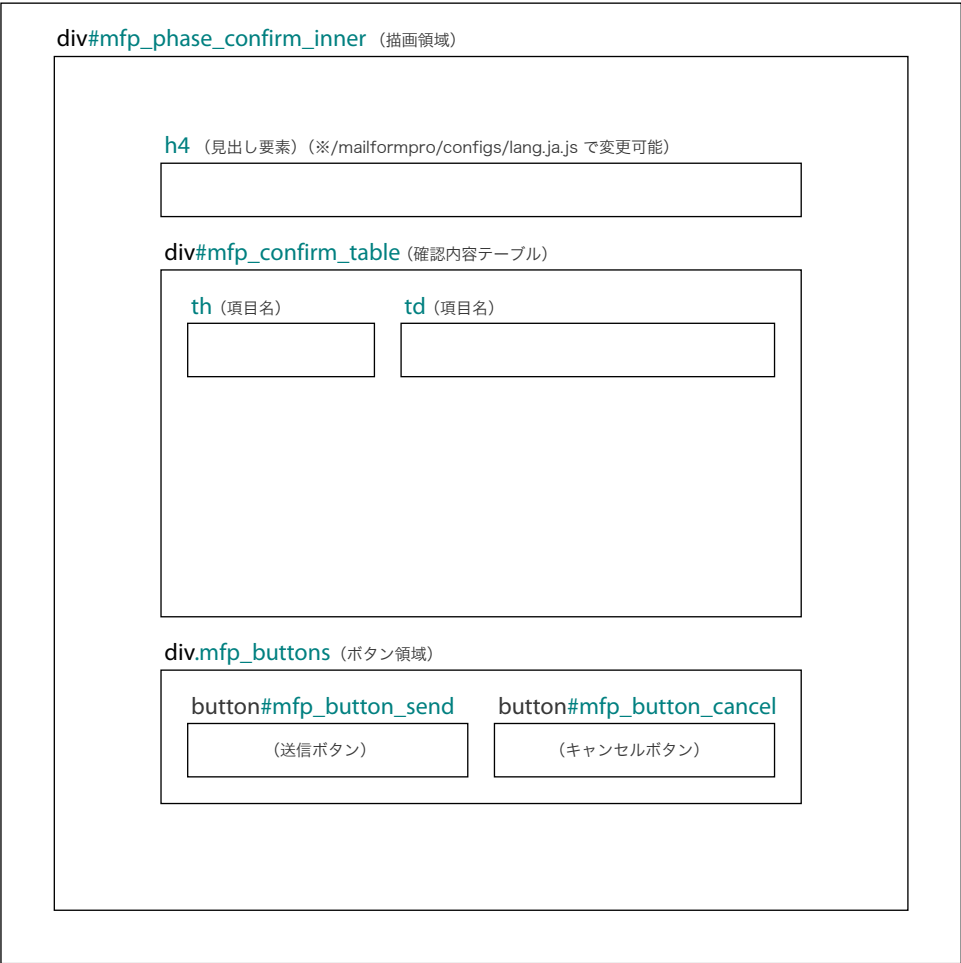 div#mfp_phase_confirm_inner（描画領域）
h4（見出し要素）（※/mailformpro/configs/lang.ja.js で変更可能）
div#mfp_confirm_table（確認内容テーブル）
th（項目名） td（項目名）
div.mfp_buttons（ボタン領域）
button#mfp_button_send button#mfp_button_cancel
（送信ボタン） （キャンセルボタン）